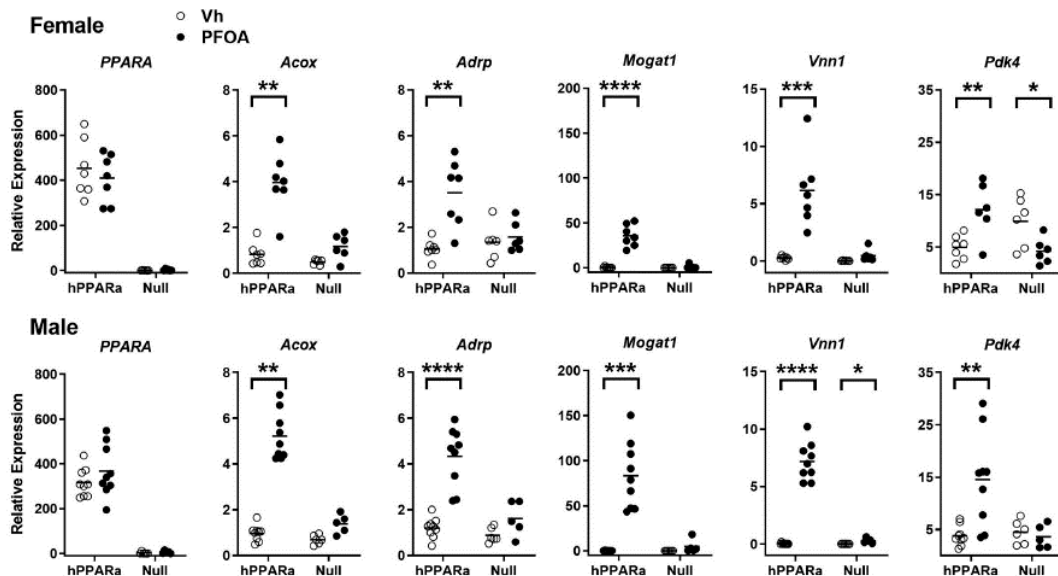 Female
○ Vh
● PFOA
PPARA Acox Adrp Mogat1 Vnn1 Pdk4
Relative Expression
800 600 400 200 0
6 4 2 0
6 4 2 0
200 150 100 50 0
15 10 5 0
35 25 15 5
** ** **** *** ** *
hPPARa Null hPPARa Null hPPARa Null hPPARa Null hPPARa Null hPPARa Null
Male
PPARA Acox Adrp Mogat1 Vnn1 Pdk4
Relative Expression
800 600 400 200 0
8 6 4 2 0
8 6 4 2 0
200 150 100 50 0
15 10 5 0
35 25 15 5
** **** *** **** * **
hPPARa Null hPPARa Null hPPARa Null hPPARa Null hPPARa Null hPPARa Null